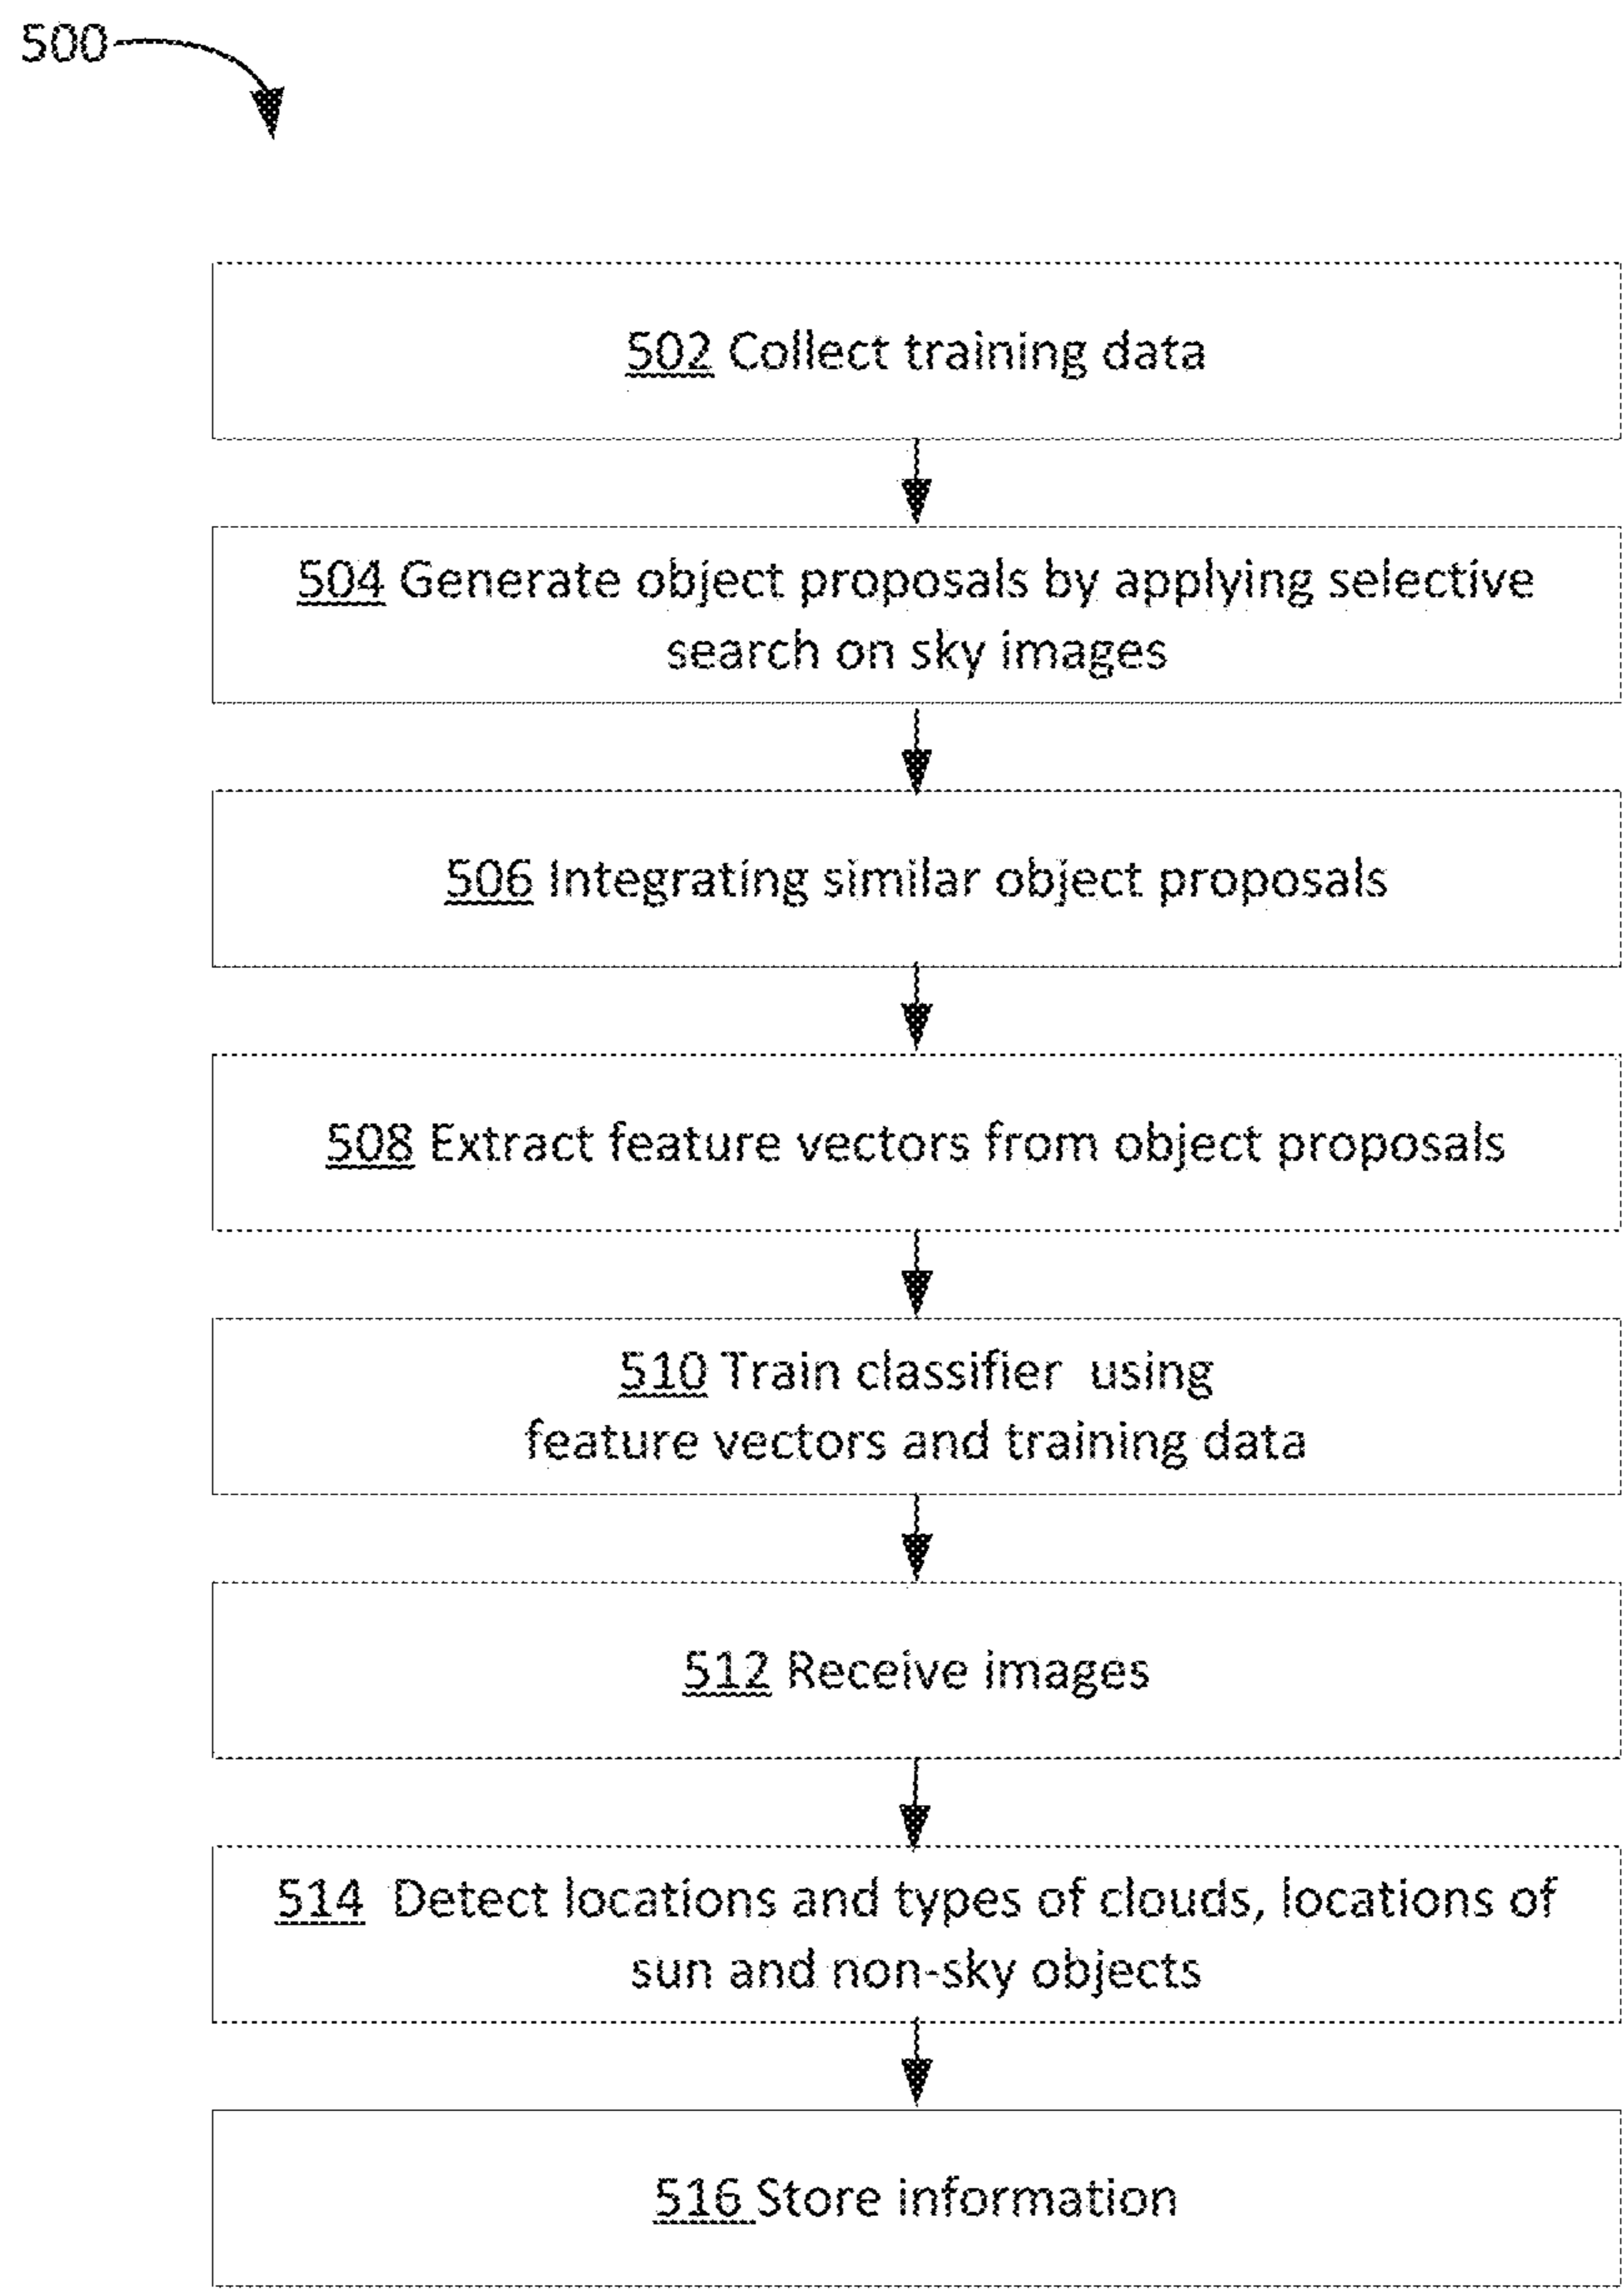 500
502 Collect training data
504 Generate object proposals by applying selective
search on sky images
506 Integrating similar object proposals
508 Extract feature vectors from object proposals
510 Train classifier using
feature vectors and training data
512 Receive images
514 Detect locations and types of clouds, locations of
sun and non-sky objects
516 Store information